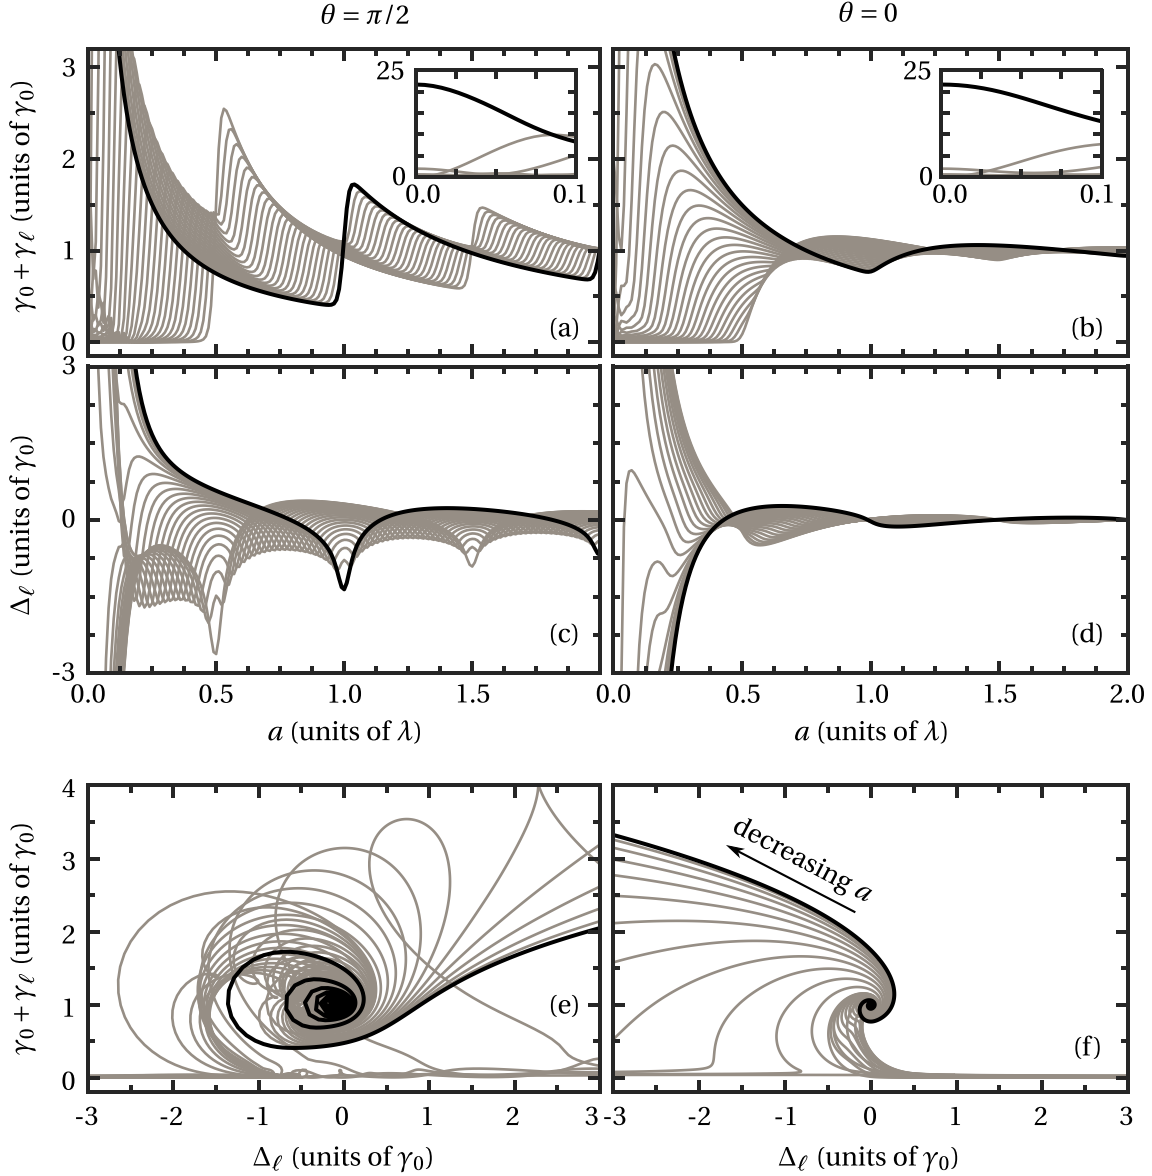 θ = π/2
θ = 0
γ₀ + γℓ (units of γ₀)
3
2
1
0
25
0
0.0
0.1
(a)
25
0
0.0
0.1
(b)
Δℓ (units of γ₀)
3
0
-3
(c)
(d)
0.0
0.5
1.0
1.5
0.0
0.5
1.0
1.5
2.0
a (units of λ)
a (units of λ)
γ₀ + γℓ (units of γ₀)
4
3
2
1
0
(e)
decreasing a
(f)
-3
-2
-1
0
1
2
3
-3
-2
-1
0
1
2
3
Δℓ (units of γ₀)
Δℓ (units of γ₀)